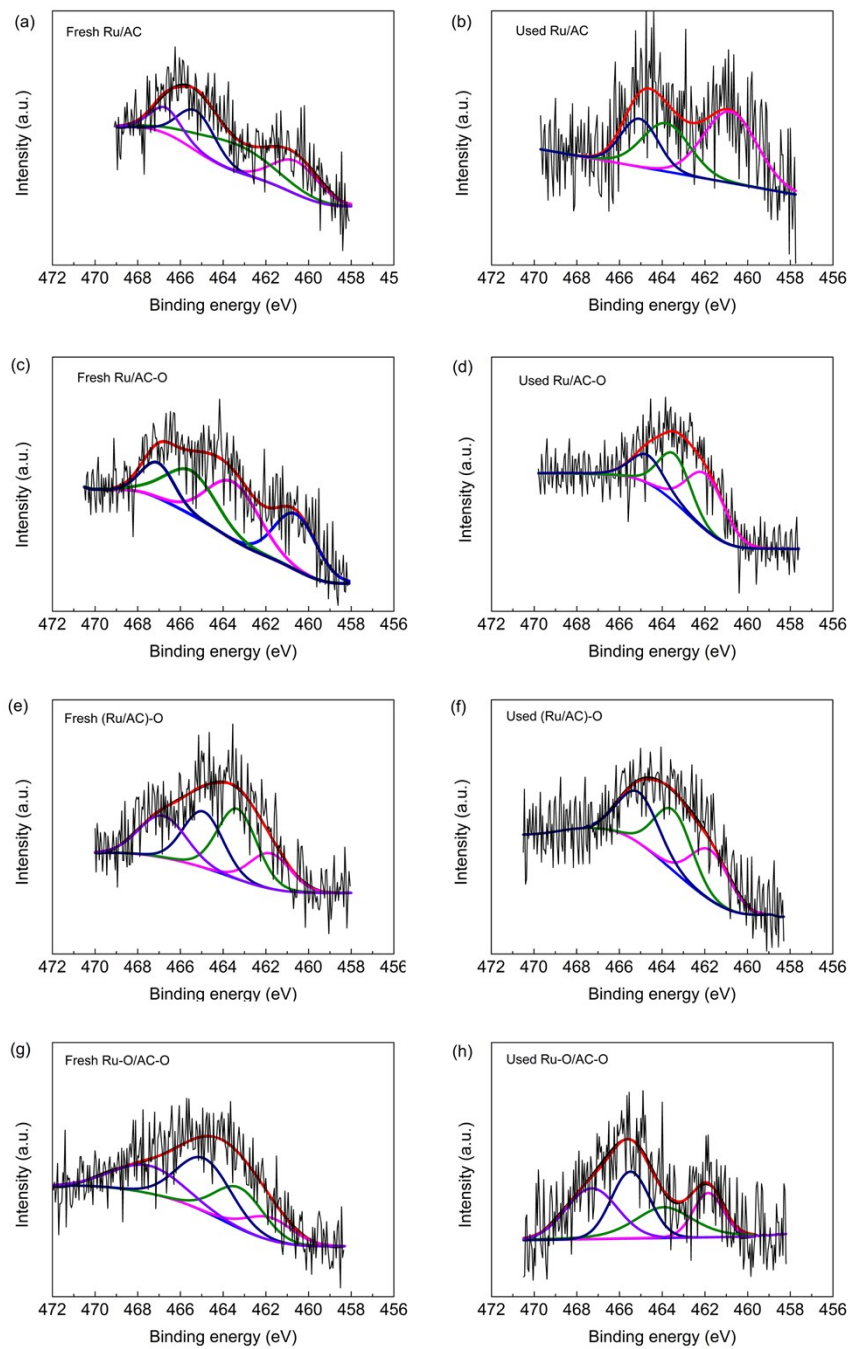 (a)
Fresh Ru/AC
Intensity (a.u.)
472 470 468 466 464 462 460 45
Binding energy (eV)
(b)
Used Ru/AC
Intensity (a.u.)
472 470 468 466 464 462 460 458 456
Binding energy (eV)
(c)
Fresh Ru/AC-O
Intensity (a.u.)
472 470 468 466 464 462 460 458 456
Binding energy (eV)
(d)
Used Ru/AC-O
Intensity (a.u.)
472 470 468 466 464 462 460 458 456
Binding energy (eV)
(e)
Fresh (Ru/AC)-O
Intensity (a.u.)
472 470 468 466 464 462 460 458 456
Binding energy (eV)
(f)
Used (Ru/AC)-O
Intensity (a.u.)
472 470 468 466 464 462 460 458 456
Binding energy (eV)
(g)
Fresh Ru-O/AC-O
Intensity (a.u.)
472 470 468 466 464 462 460 458 456
Binding energy (eV)
(h)
Used Ru-O/AC-O
Intensity (a.u.)
472 470 468 466 464 462 460 458 456
Binding energy (eV)